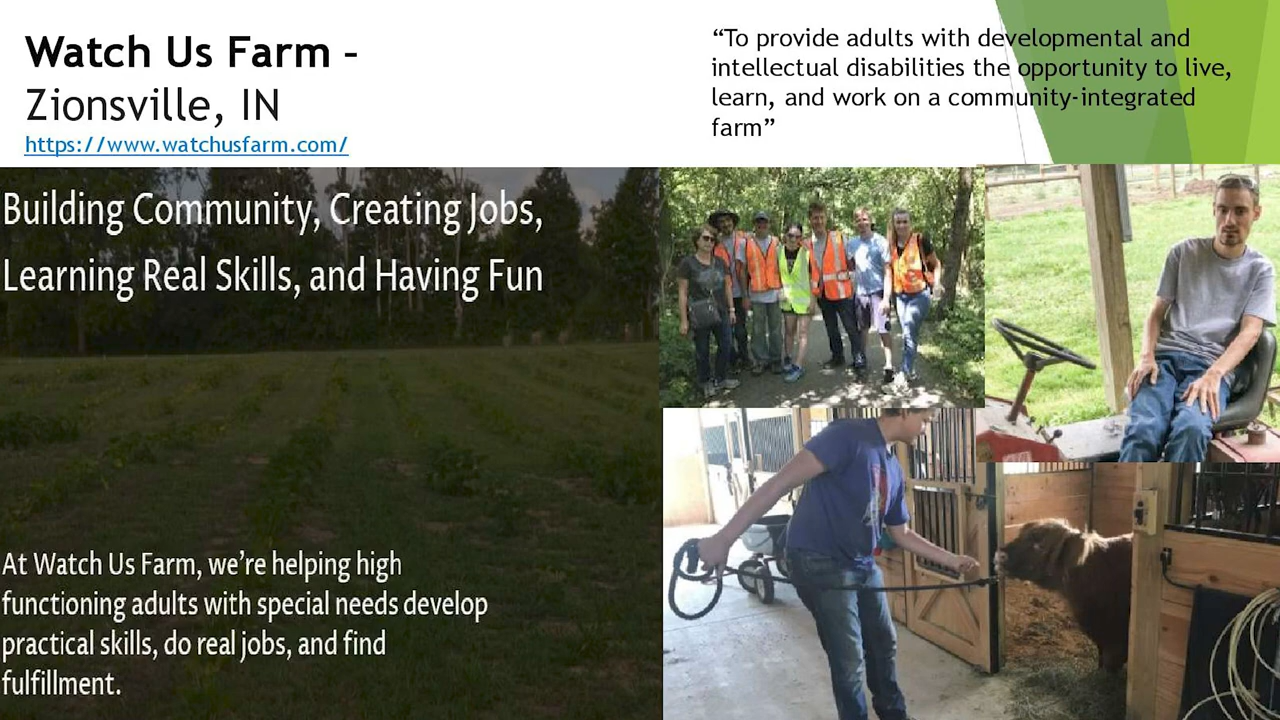 Watch Us Farm –
Zionsville, IN
https://www.watchusfarm.com/
“To provide adults with developmental and
intellectual disabilities the opportunity to live,
learn, and work on a community-integrated
farm”
Building Community, Creating Jobs,
Learning Real Skills, and Having Fun
At Watch Us Farm, we’re helping high
functioning adults with special needs develop
practical skills, do real jobs, and find
fulfillment.